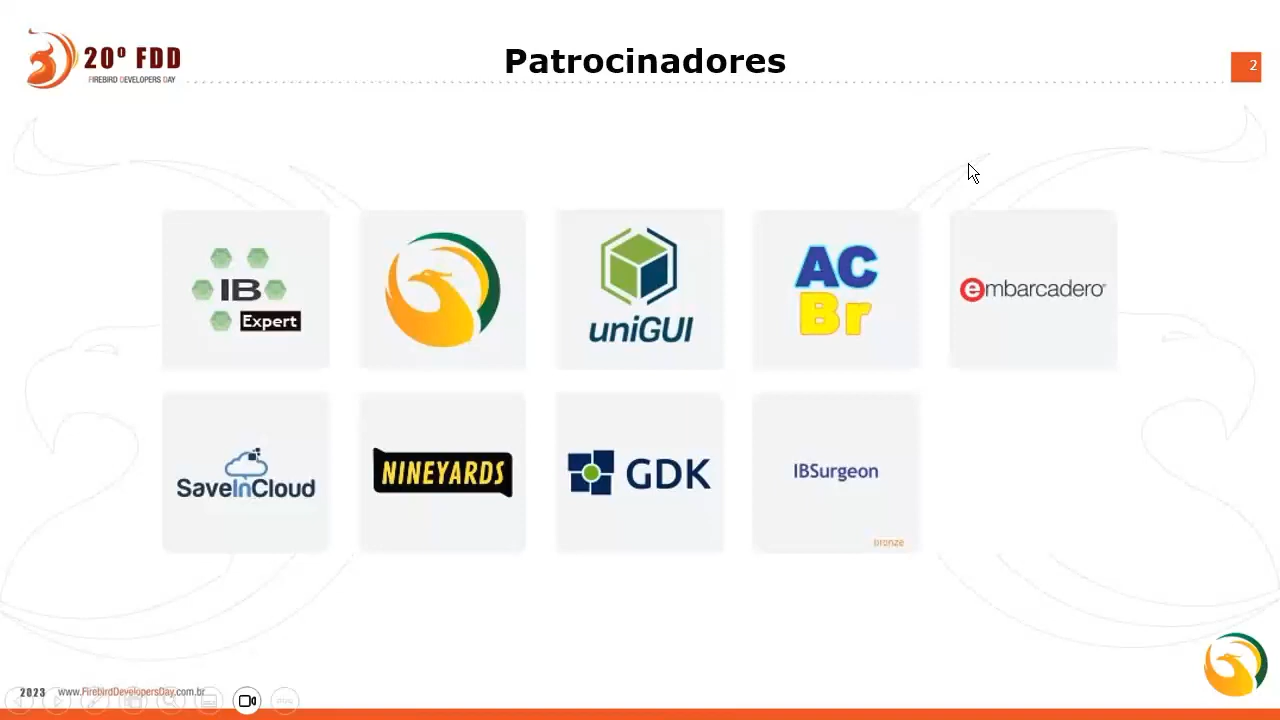 20º FDD
FIREBIRD DEVELOPERS DAY
Patrocinadores
2
IB
Expert
uniGUI
AC
Br
embarcadero
SaveInCloud
NINEYARDS
GDK
IBSurgeon
bronze
2023 www.FirebirdDevelopersDay.com.br